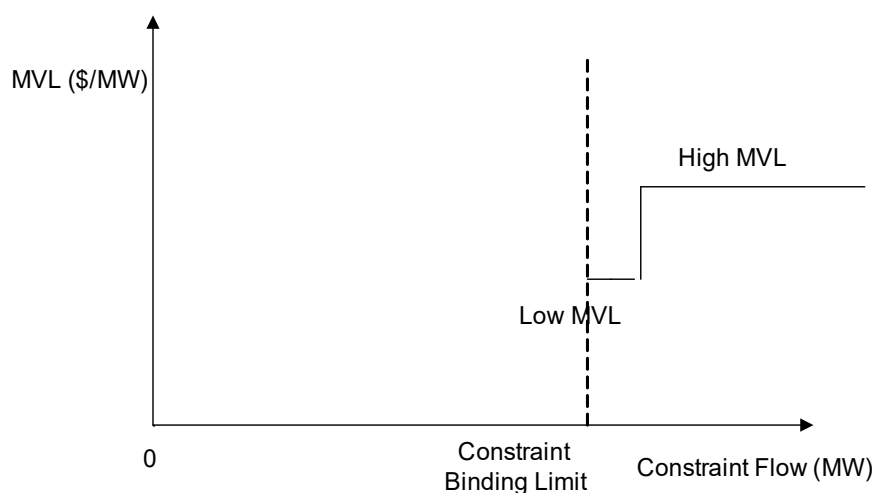 MVL ($/MW)
High MVL
Low MVL
0
Constraint
Binding Limit
Constraint Flow (MW)